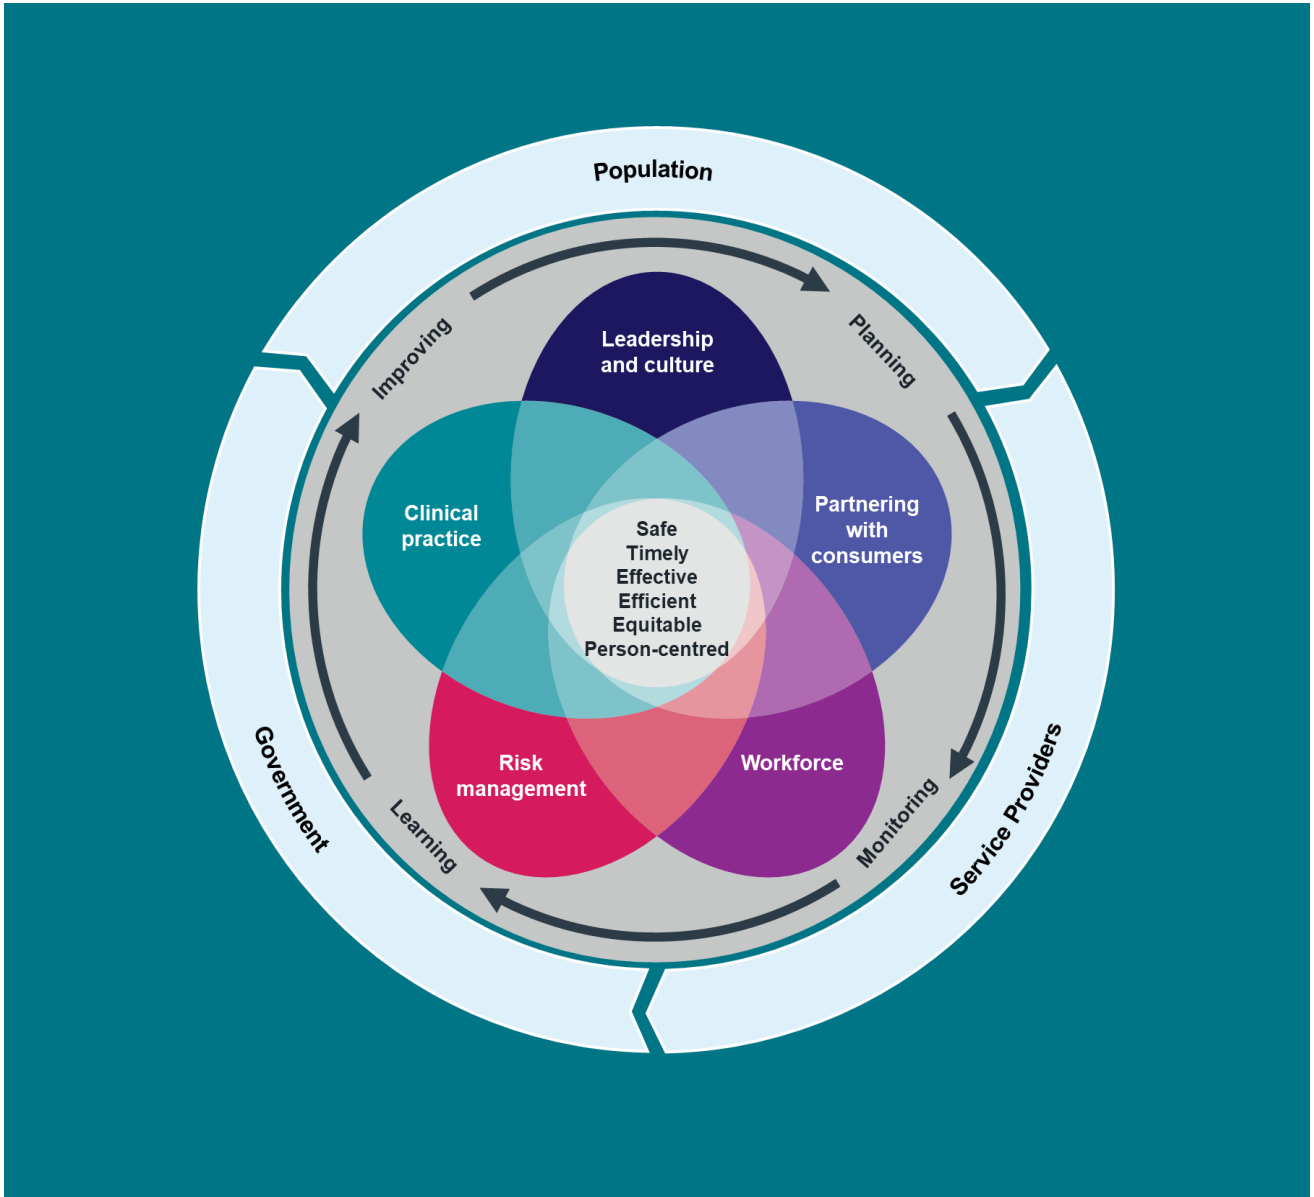 Population
Improving
Planning
Leadership
and culture
Clinical
practice
Partnering
with
consumers
Safe
Timely
Effective
Efficient
Equitable
Person-centred
Risk
management
Workforce
Government
Learning
Monitoring
Service Providers